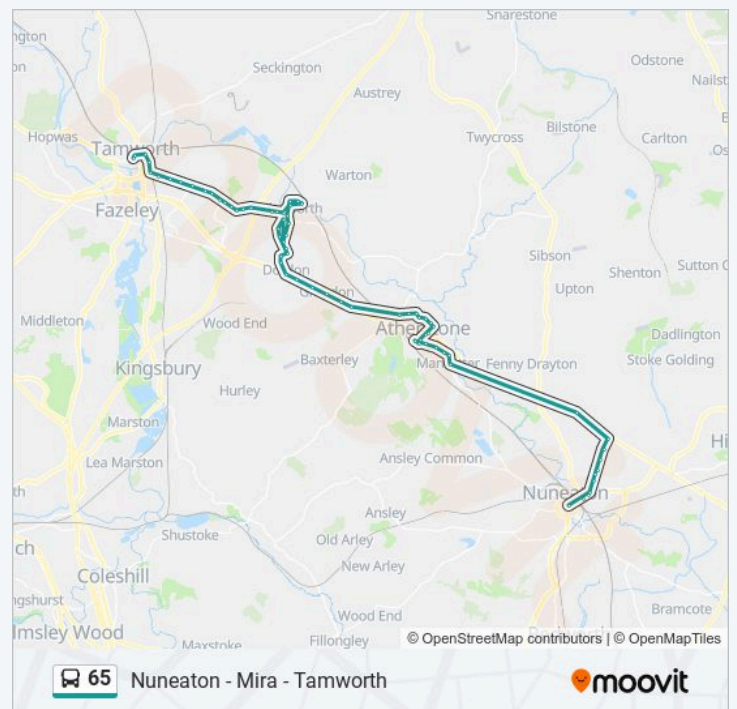 Snarestone
Seckington
Odstone
Austrey
Hopwas
Twycross
Bilstone
Carlton
Tamworth
Warton
Fazeley
Sibson
Shenton
Upton
Middleton
Wood End
Atherstone
Dadlington
Baxterley
Fenny Drayton
Stoke Golding
Kingsbury
Hurley
Marston
Lea Marston
Ansley Common
Nuneaton
Ansley
Shustoke
Old Arley
New Arley
Coleshill
Wood End
Bramcote
Maxstoke
Fillongley
© OpenStreetMap contributors | © OpenMapTiles
65 Nuneaton - Mira - Tamworth
moovit